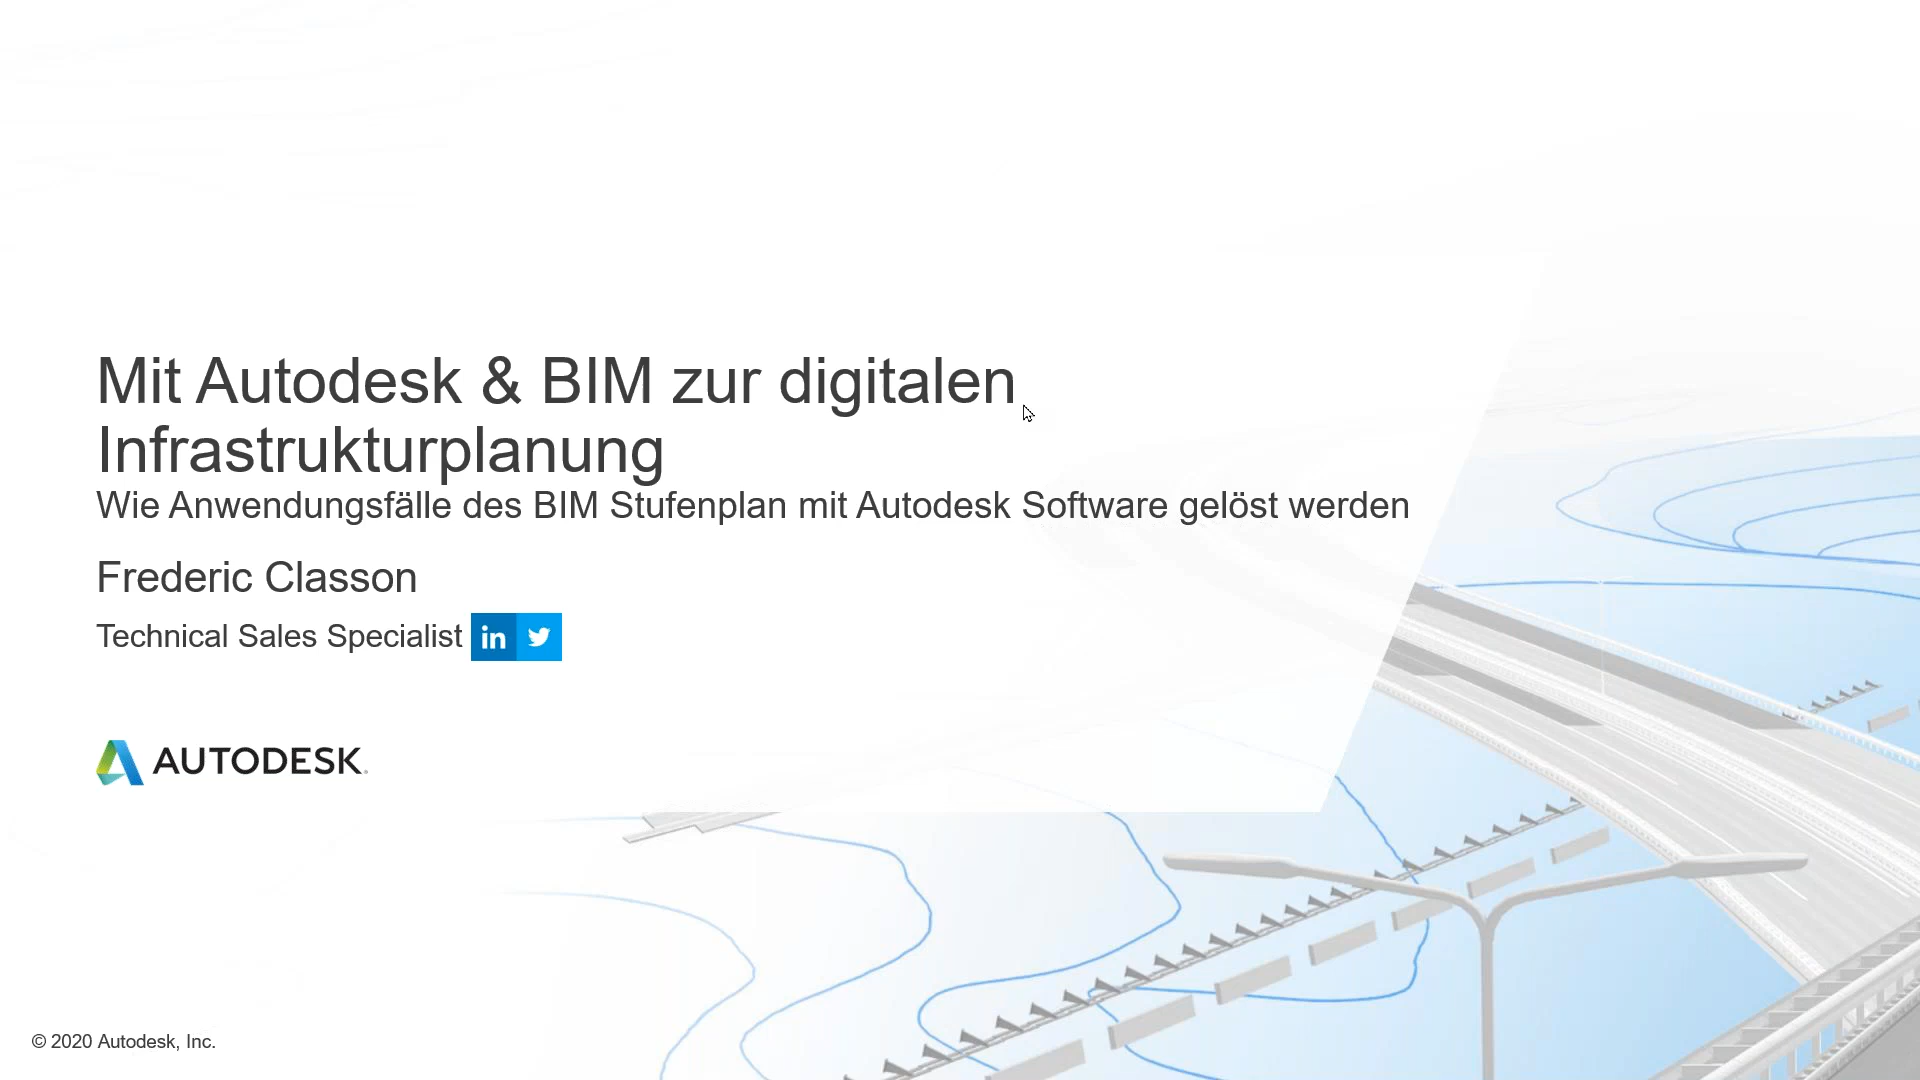 Mit Autodesk & BIM zur digitalen
Infrastrukturplanung
Wie Anwendungsfälle des BIM Stufenplan mit Autodesk Software gelöst werden
Frederic Classon
Technical Sales Specialist in
AUTODESK.
© 2020 Autodesk, Inc.